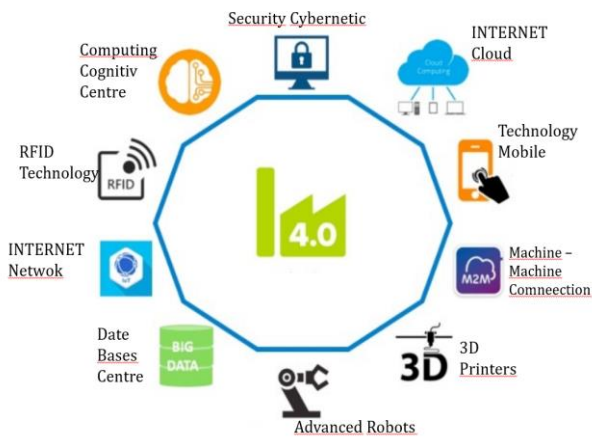 Security Cybernetic
INTERNET
Cloud
Cloud
Computing
Technology
Mobile
Machine –
Machine
Comneection
M2M
3D
Printers
3D
Advanced Robots
Date
Bases
Centre
BIG
DATA
INTERNET
Netwok
IoT
RFID
Technology
RFID
Computing
Cognitiv
Centre
4.0